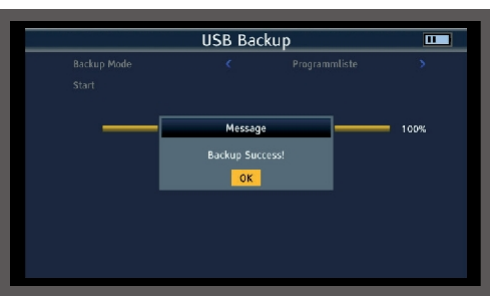 USB Backup
Backup Mode Programmliste
Start
Message
100%
Backup Success!
OK